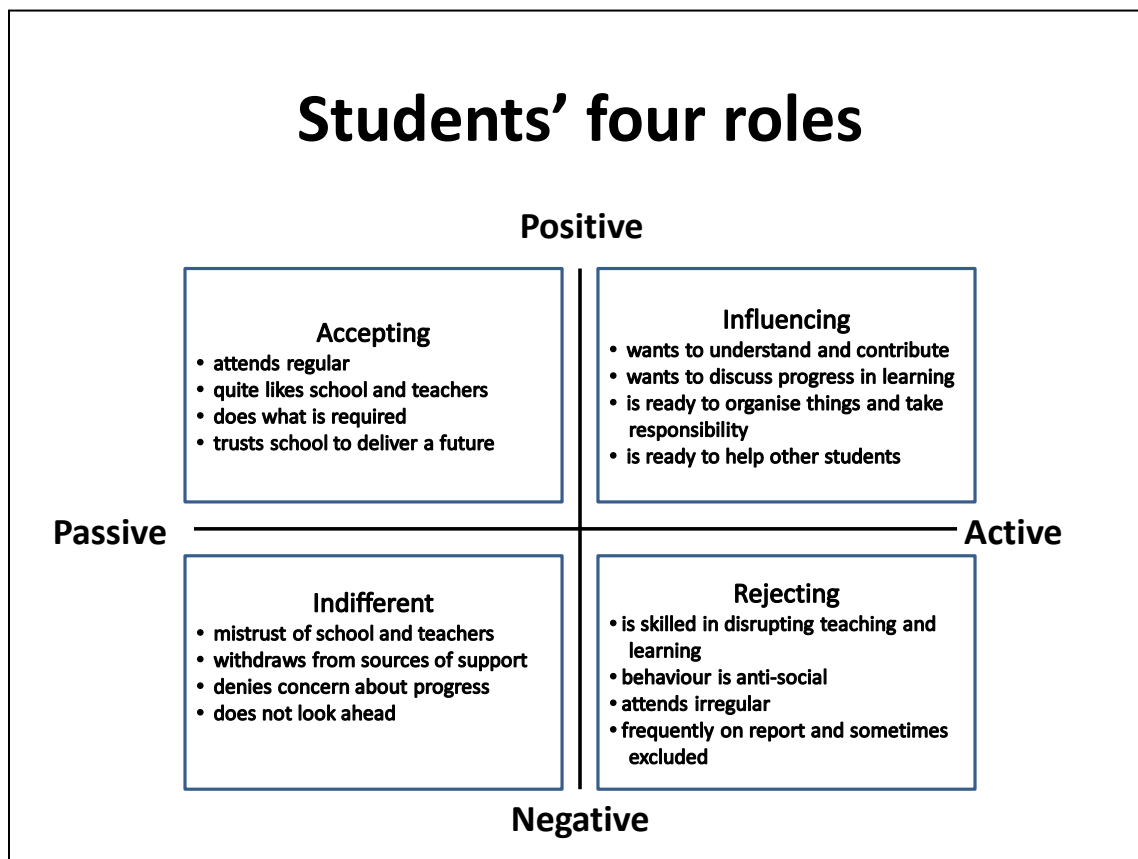 Students’ four roles
Positive
Accepting
• attends regular
• quite likes school and teachers
• does what is required
• trusts school to deliver a future
Influencing
• wants to understand and contribute
• wants to discuss progress in learning
• is ready to organise things and take
responsibility
• is ready to help other students
Passive
Active
Indifferent
• mistrust of school and teachers
• withdraws from sources of support
• denies concern about progress
• does not look ahead
Rejecting
• is skilled in disrupting teaching and
learning
• behaviour is anti-social
• attends irregular
• frequently on report and sometimes
excluded
Negative